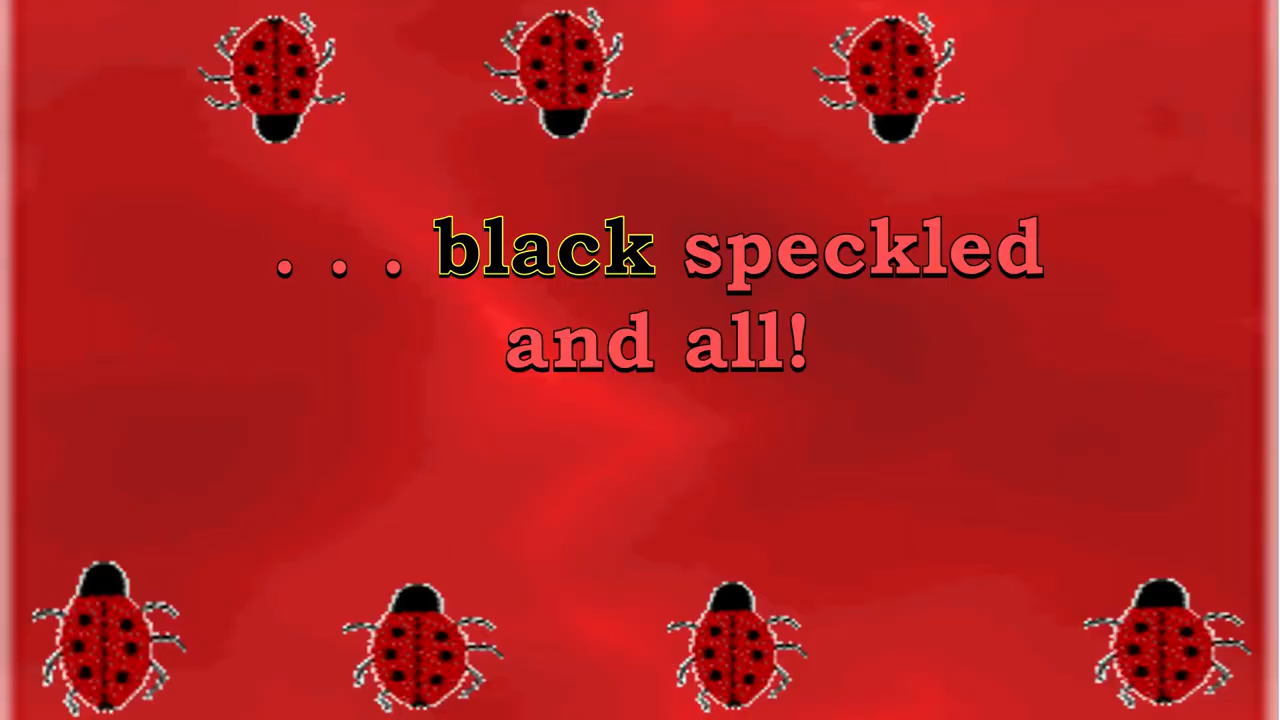 . . . black speckled
and all!